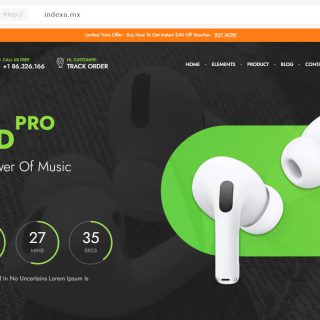 http://
indexa.mx
Limited Time Offer - Buy Now To Get Instant $40 Off Voucher. BUY NOW
CALL US FREE!
+1 86.326.166
HI, CUSTOMER!
TRACK ORDER
HOME ELEMENTS PRODUCT BLOG
PRO
D
wer Of Music
27
MINS
35
SECS
l In No Uncertains Lorem Ipsum Is